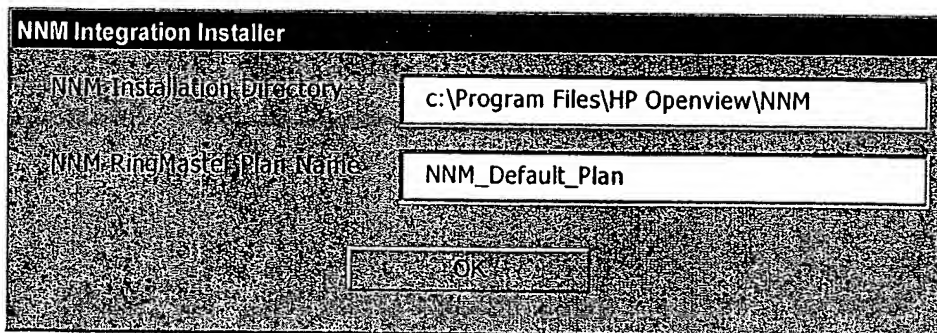 NNM Integration Installer
NNM Installation Directory
c:\Program Files\HP Openview\NNM
NNM RingMaster Plan Name
NNM_Default_Plan
OK